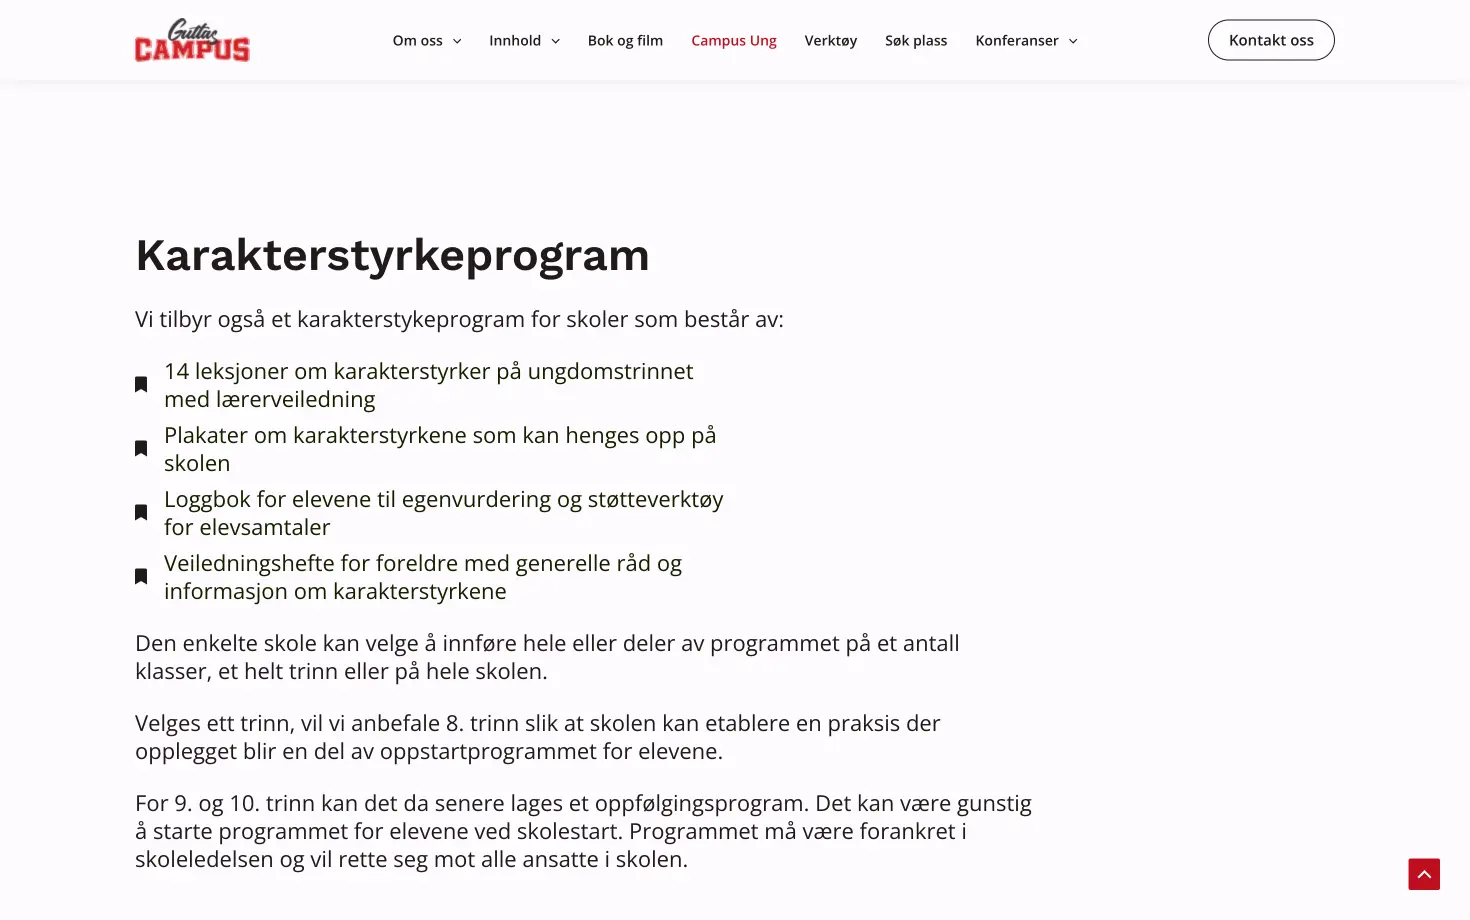 Guttas
CAMPUS
Om oss
Innhold
Bok og film
Campus Ung
Verktøy
Søk plass
Konferanser
Kontakt oss
Karakterstyrkeprogram
Vi tilbyr også et karakterstykeprogram for skoler som består av:
14 leksjoner om karakterstyrker på ungdomstrinnet
med lærerveiledning
Plakater om karakterstyrkene som kan henges opp på
skolen
Loggbok for elevene til egenvurdering og støtteverktøy
for elevsamtaler
Veiledningshefte for foreldre med generelle råd og
informasjon om karakterstyrkene
Den enkelte skole kan velge å innføre hele eller deler av programmet på et antall
klasser, et helt trinn eller på hele skolen.
Velges ett trinn, vil vi anbefale 8. trinn slik at skolen kan etablere en praksis der
opplegget blir en del av oppstartprogrammet for elevene.
For 9. og 10. trinn kan det da senere lages et oppfølgingsprogram. Det kan være gunstig
å starte programmet for elevene ved skolestart. Programmet må være forankret i
skoleledelsen og vil rette seg mot alle ansatte i skolen.